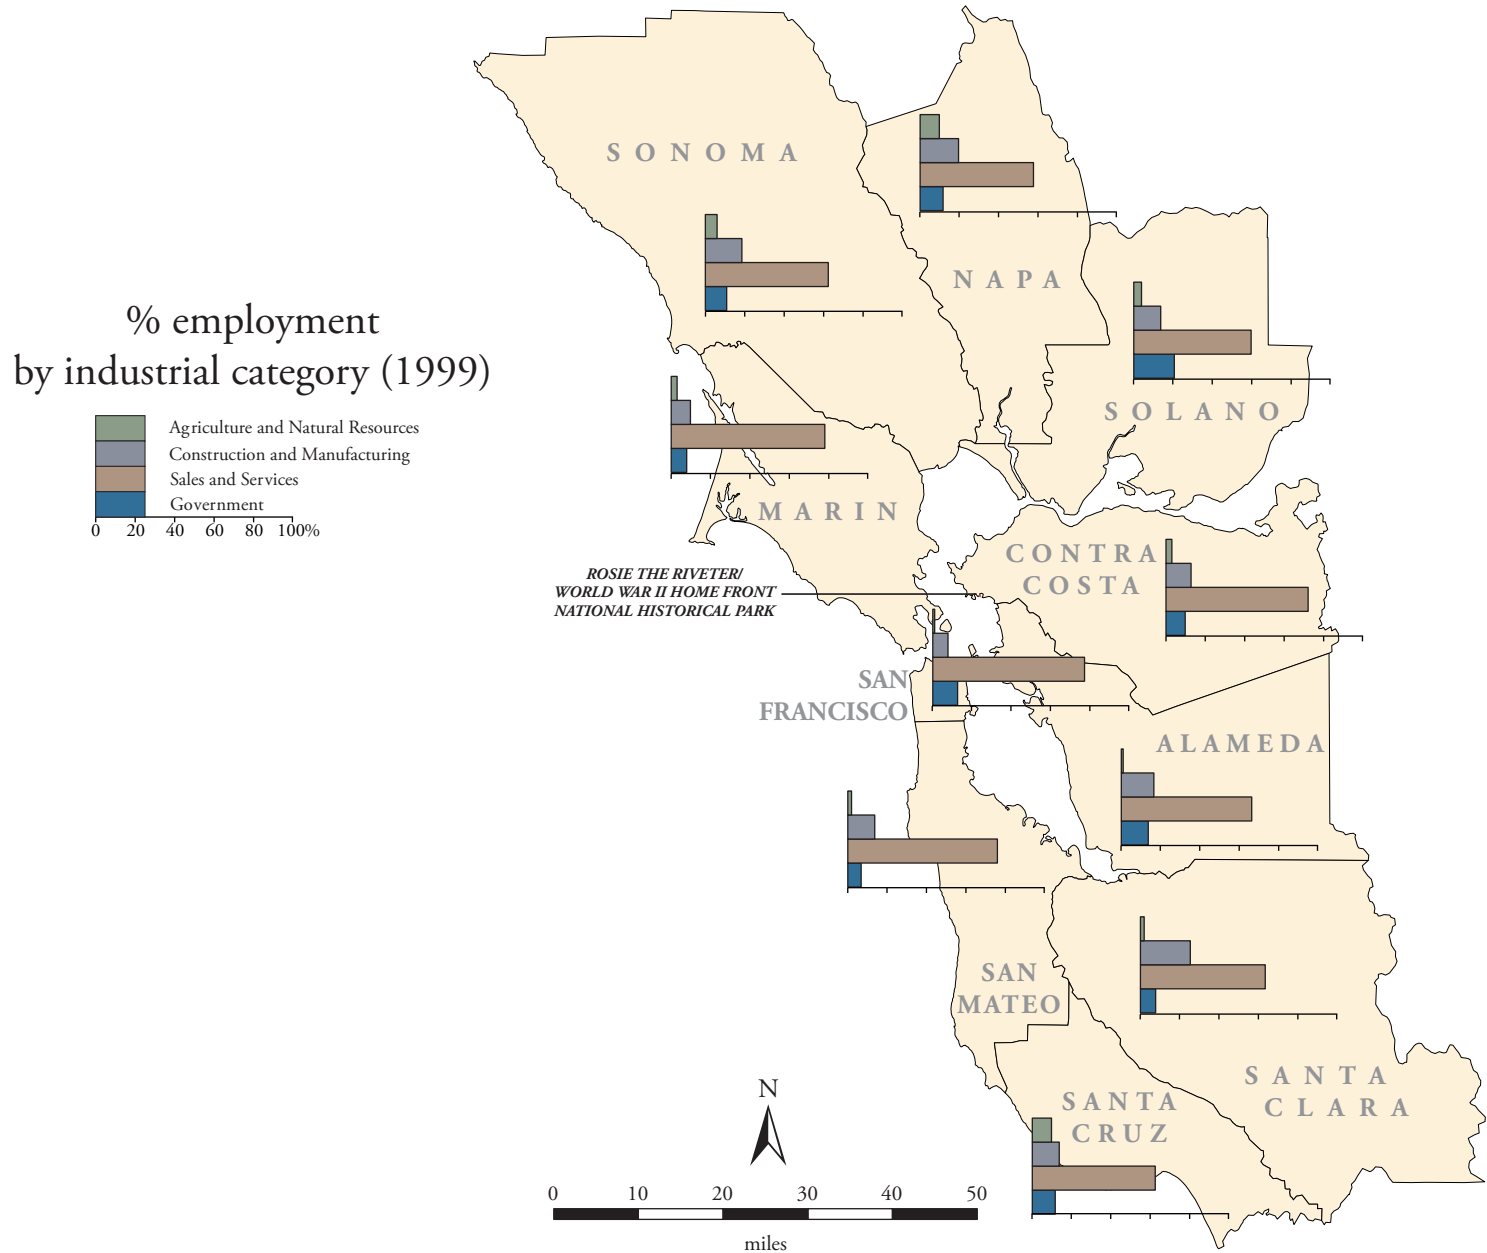 % employment
by industrial category (1999)
Agriculture and Natural Resources
Construction and Manufacturing
Sales and Services
Government
0 20 40 60 80 100%
SONOMA
NAPA
SOLANO
MARIN
CONTRA
COSTA
ROSIE THE RIVETER/
WORLD WAR II HOME FRONT
NATIONAL HISTORICAL PARK
SAN
FRANCISCO
ALAMEDA
SAN
MATEO
SANTA
CLARA
SANTA
CRUZ
N
0 10 20 30 40 50
miles